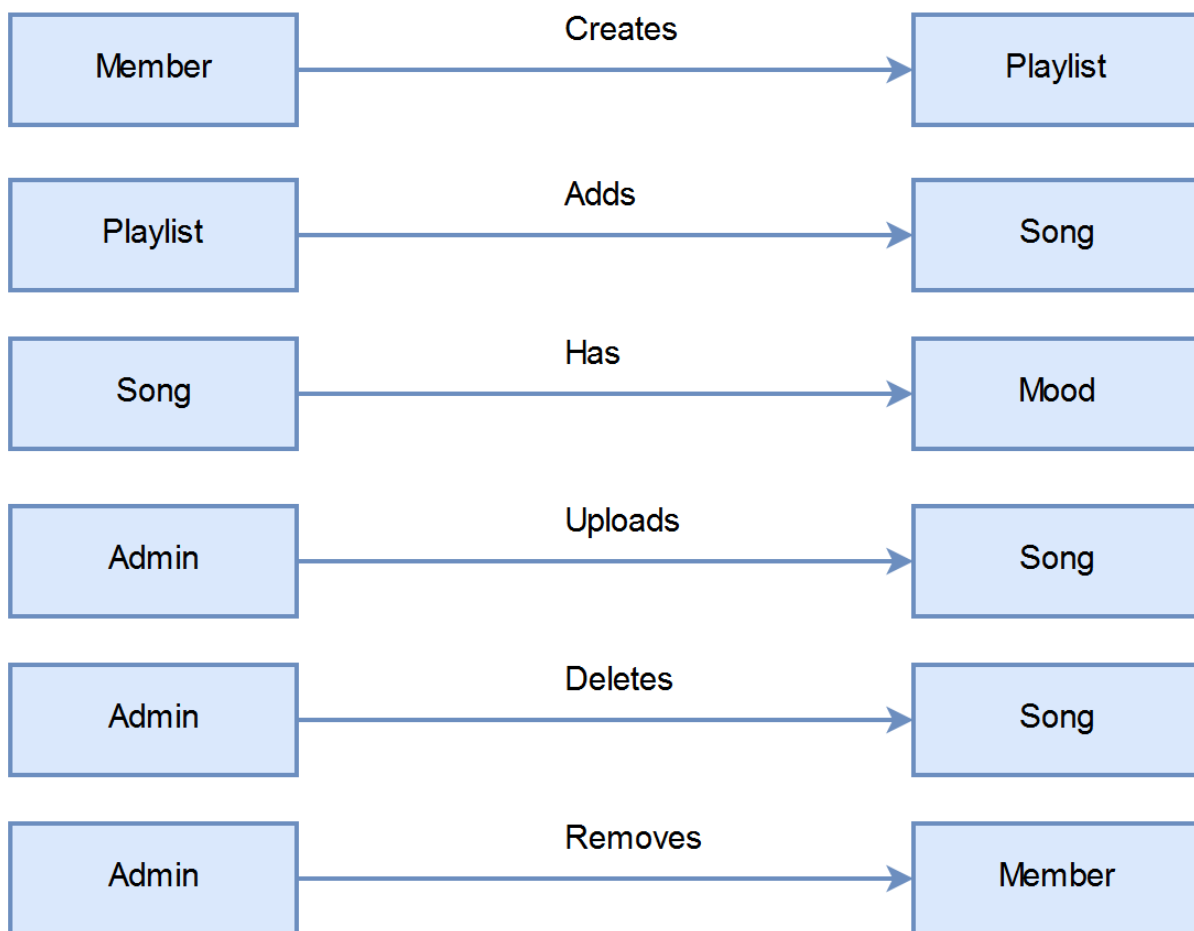 Creates
Member
Playlist
Adds
Playlist
Song
Has
Song
Mood
Uploads
Admin
Song
Deletes
Admin
Song
Removes
Admin
Member